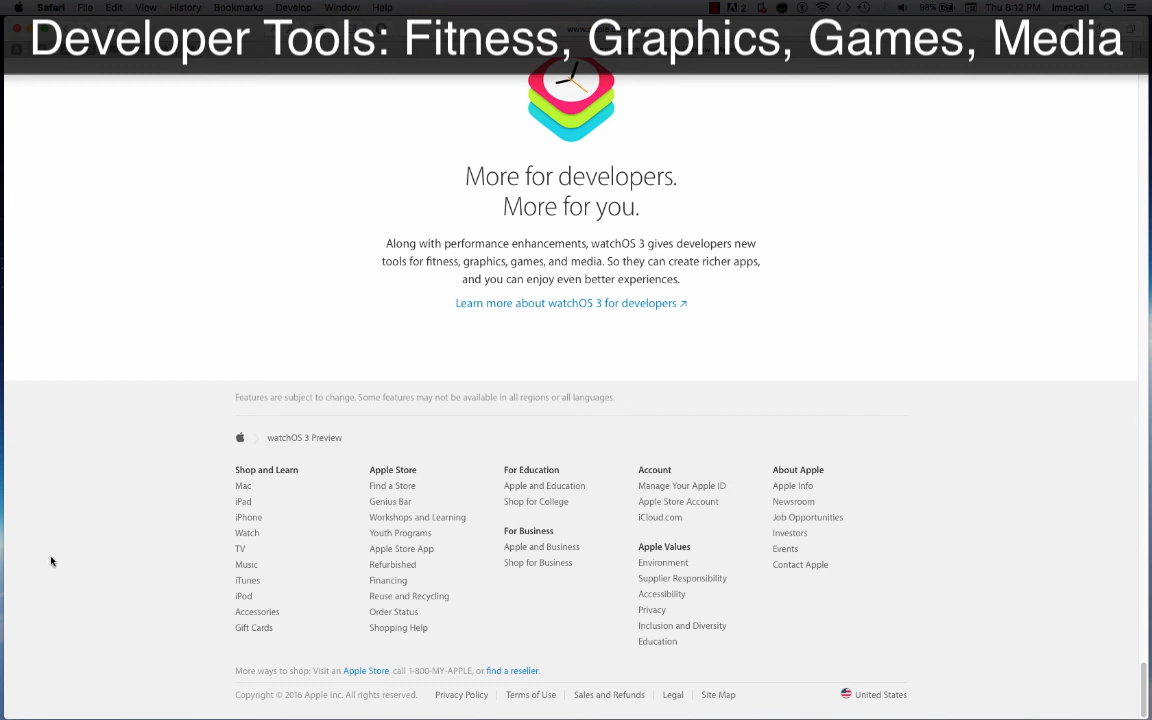 Safari File Edit View History Bookmarks Develop Window Help 2 98% Thu 8:12 PM lmackall
Developer Tools: Fitness, Graphics, Games, Media
More for developers.
More for you.
Along with performance enhancements, watchOS 3 gives developers new
tools for fitness, graphics, games, and media. So they can create richer apps,
and you can enjoy even better experiences.
Learn more about watchOS 3 for developers ↗
Features are subject to change. Some features may not be available in all regions or all languages.
watchOS 3 Preview
Shop and Learn
Mac
iPad
iPhone
Watch
TV
Music
iTunes
iPod
Accessories
Gift Cards
Apple Store
Find a Store
Genius Bar
Workshops and Learning
Youth Programs
Apple Store App
Refurbished
Financing
Reuse and Recycling
Order Status
Shopping Help
For Education
Apple and Education
Shop for College
For Business
Apple and Business
Shop for Business
Account
Manage Your Apple ID
Apple Store Account
iCloud.com
Apple Values
Environment
Supplier Responsibility
Accessibility
Privacy
Inclusion and Diversity
Education
About Apple
Apple Info
Newsroom
Job Opportunities
Investors
Events
Contact Apple
More ways to shop: Visit an Apple Store, call 1-800-MY-APPLE, or find a reseller.
Copyright © 2016 Apple Inc. All rights reserved. Privacy Policy Terms of Use Sales and Refunds Legal Site Map United States